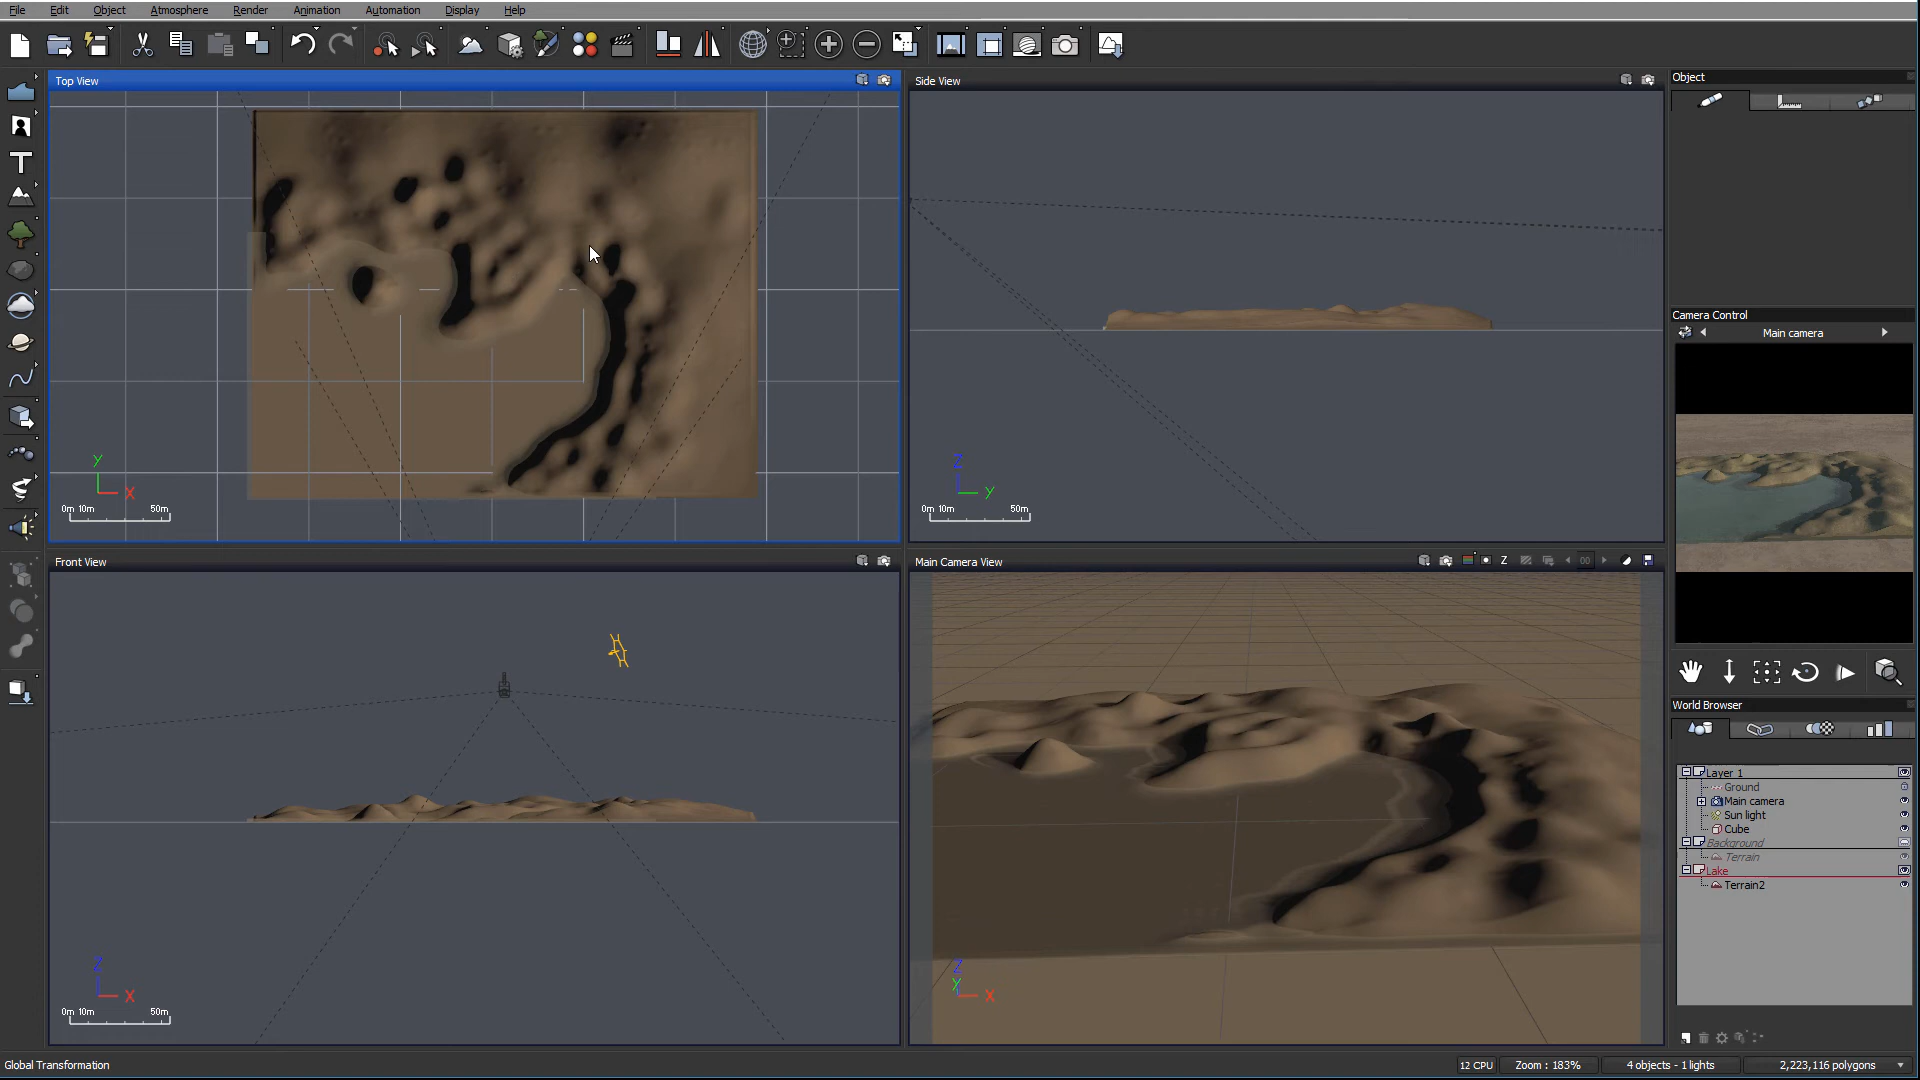 File Edit Object Atmosphere Render Animation Automation Display Help
Top View
Side View
Object
Y
X
0m 10m 50m
Z
Y
0m 10m 50m
Camera Control
Main camera
Front View
Main Camera View
Z
00
Z
X
0m 10m 50m
Z
Y
X
World Browser
Layer 1
Ground
Main camera
Sun light
Cube
Background
Terrain
Lake
Terrain2
Global Transformation
12 CPU
Zoom : 183%
4 objects - 1 lights
2,223,116 polygons